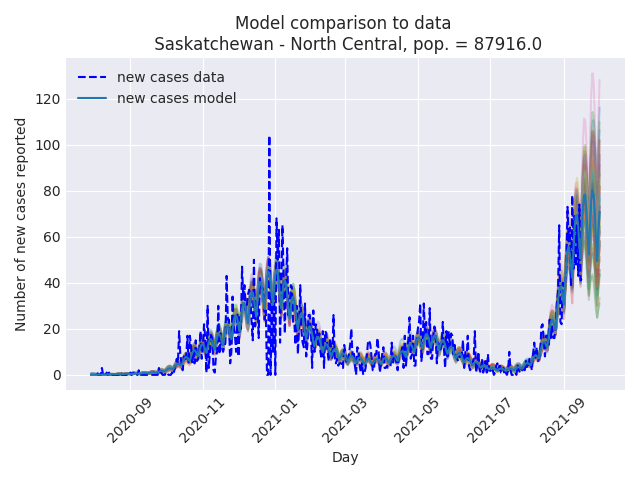 Model comparison to data
Saskatchewan - North Central, pop. = 87916.0
new cases data
new cases model
Number of new cases reported
120
100
80
60
40
20
0
2020-09
2020-11
2021-01
2021-03
2021-05
2021-07
2021-09
Day